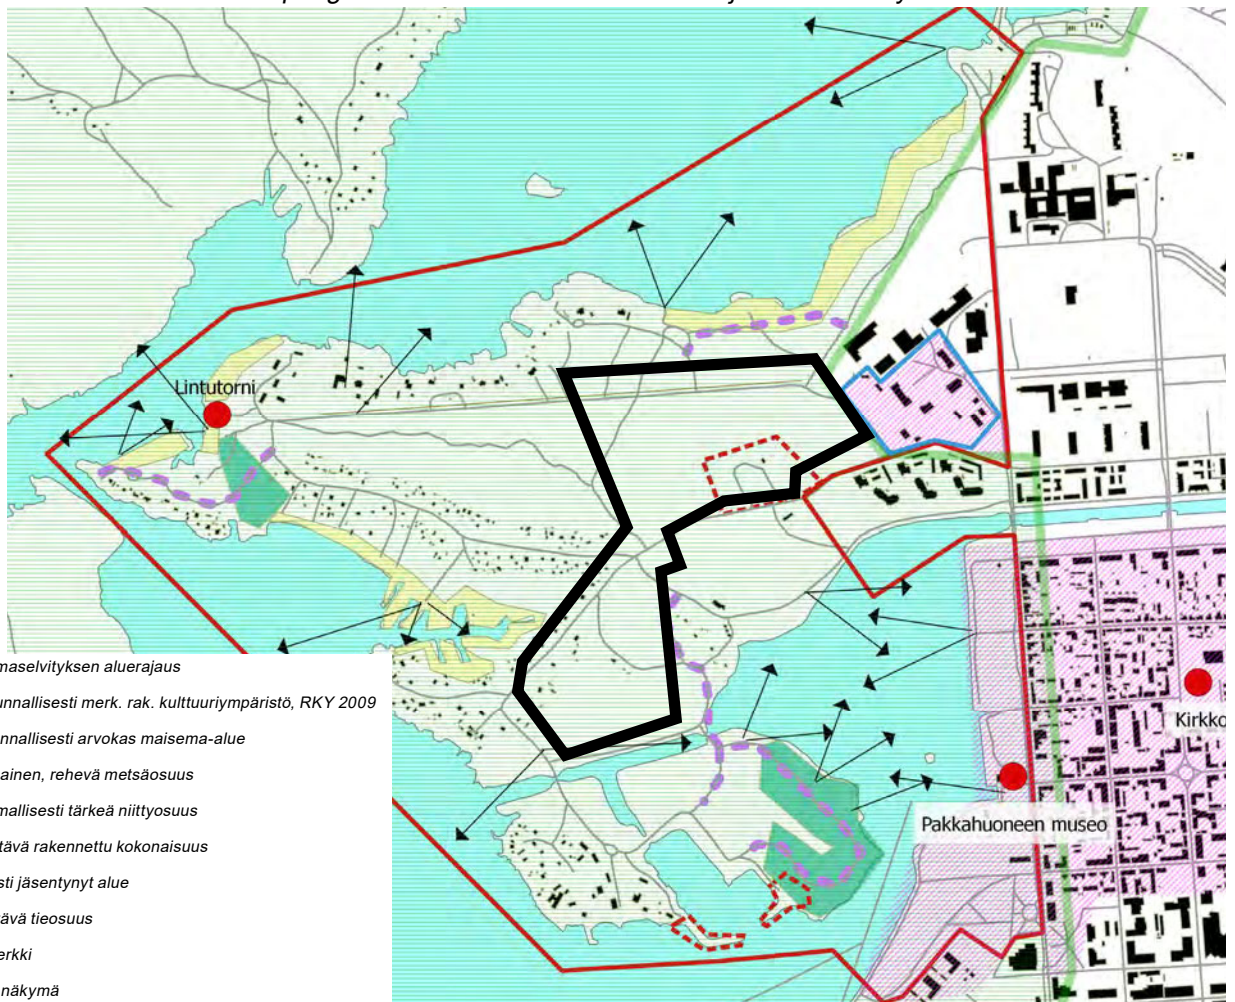 Lintutorni
maselvityksen aluerajaus
unnallisesti merk. rak. kulttuuriympäristö, RKY 2009
nnallisesti arvokas maisema-alue
ainen, rehevä metsäosuus
mallisesti tärkeä niittyosuus
Kirkko
tävä rakennettu kokonaisuus
Pakkahuoneen museo
sti jäsentynyt alue
tävä tieosuus
erkki
näkymä